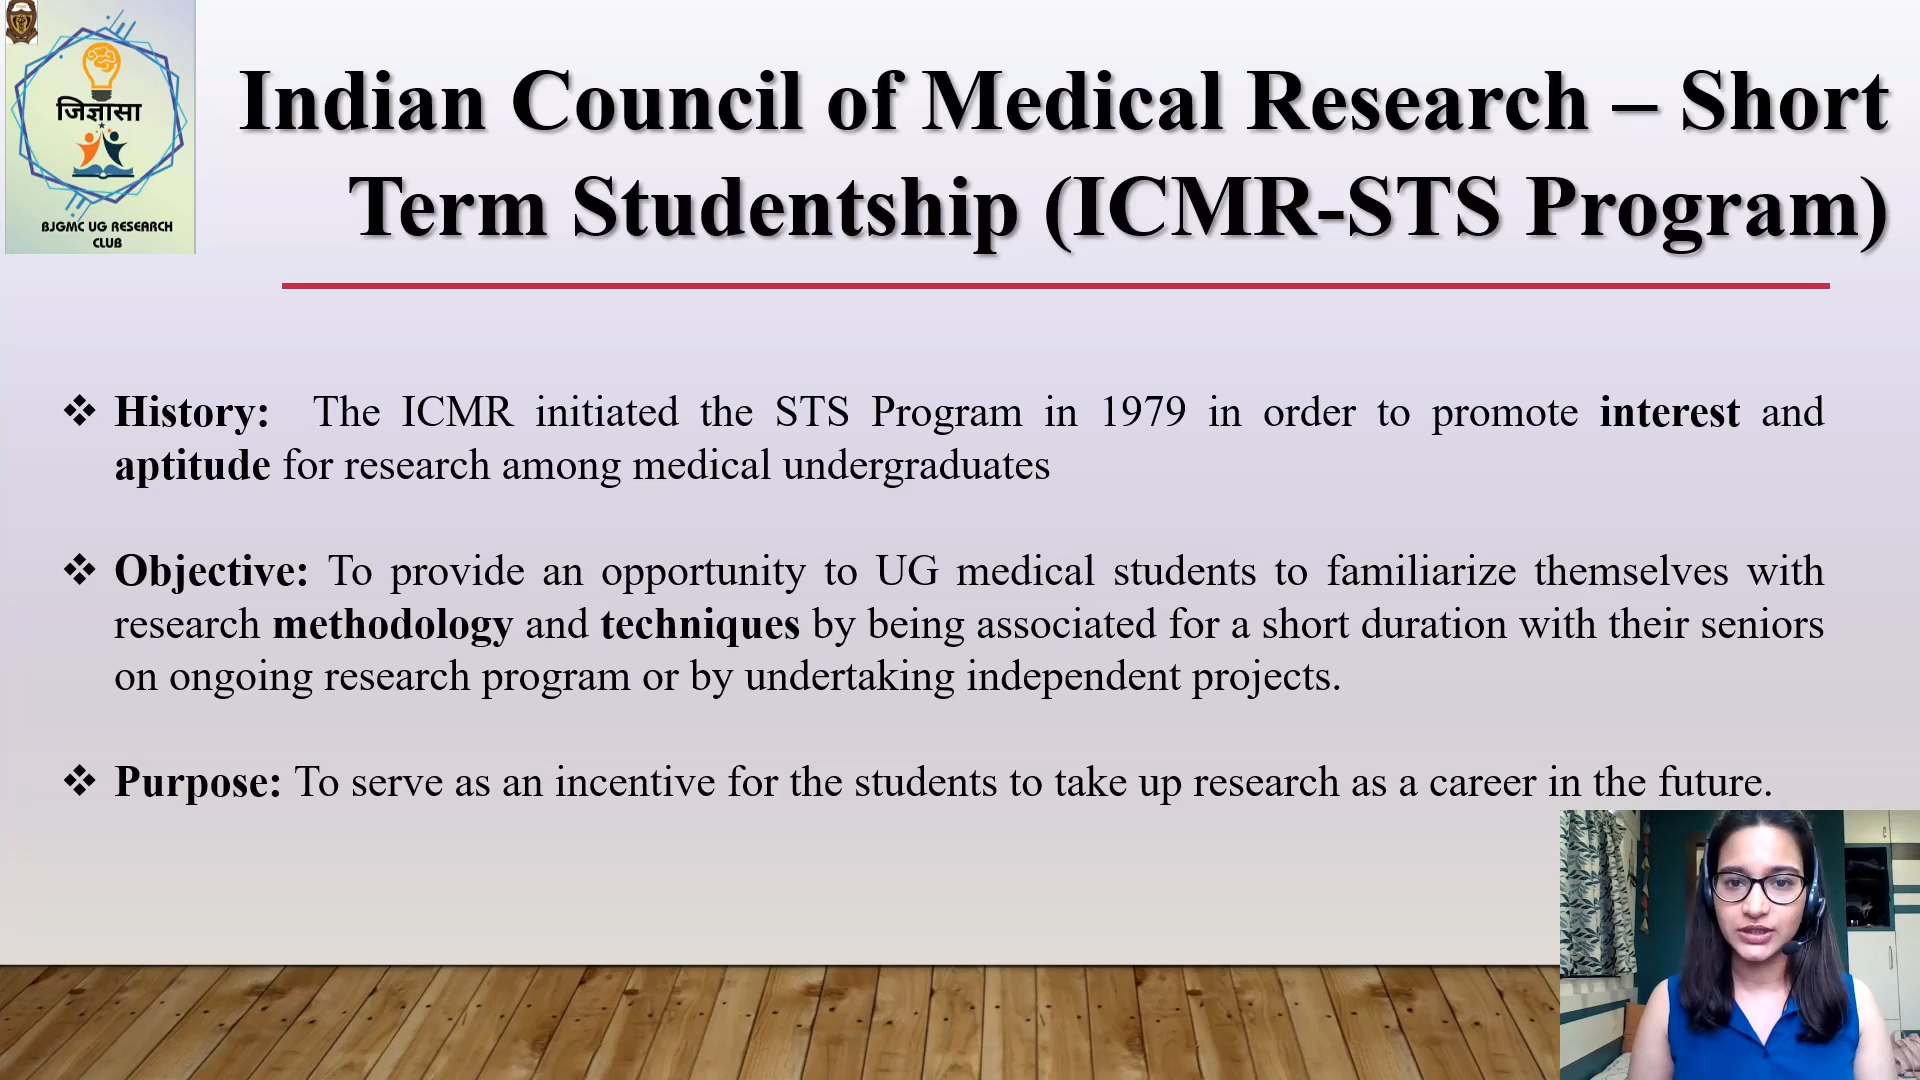 जिज्ञासा
BJGMC UG RESEARCH
CLUB
Indian Council of Medical Research – Short
Term Studentship (ICMR-STS Program)
❖ History: The ICMR initiated the STS Program in 1979 in order to promote interest and
aptitude for research among medical undergraduates
❖ Objective: To provide an opportunity to UG medical students to familiarize themselves with
research methodology and techniques by being associated for a short duration with their seniors
on ongoing research program or by undertaking independent projects.
❖ Purpose: To serve as an incentive for the students to take up research as a career in the future.